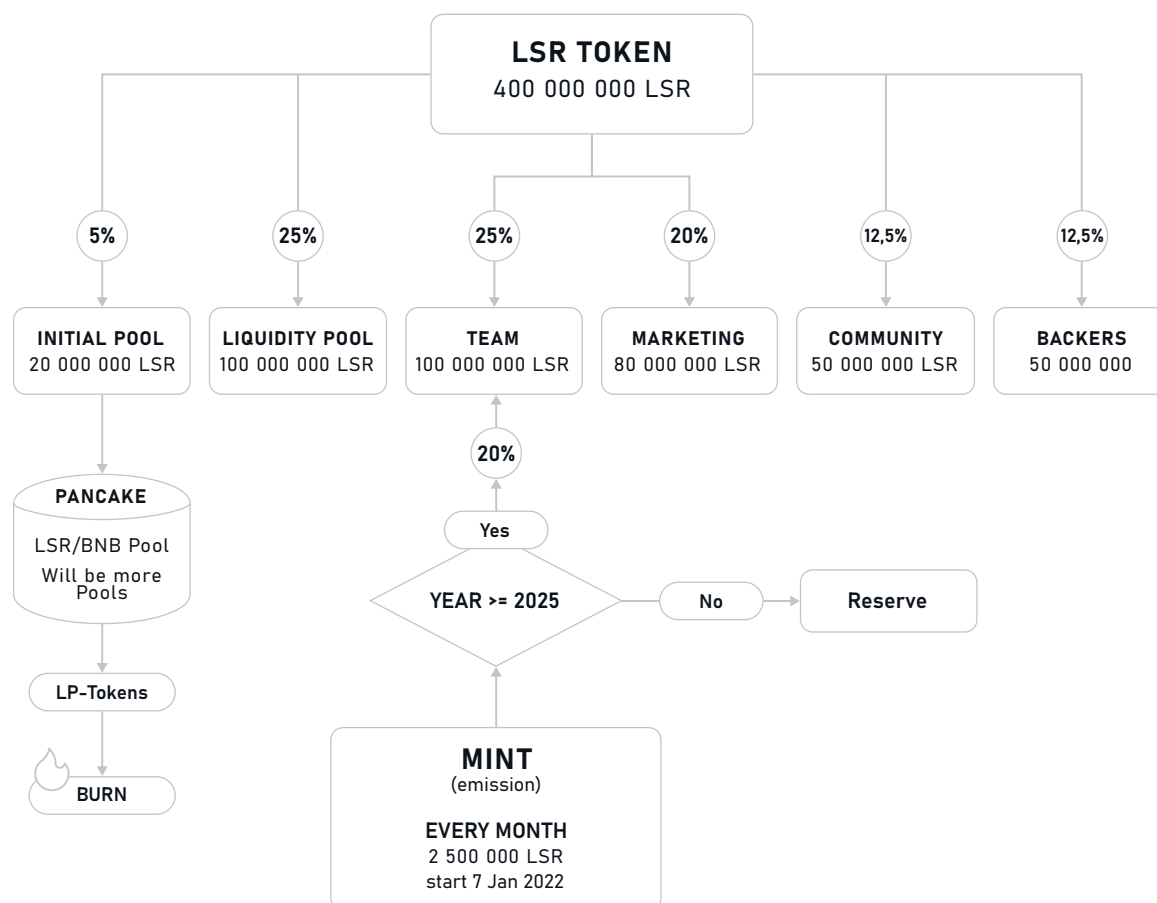 LSR TOKEN
400 000 000 LSR
5%
25%
25%
20%
12,5%
12,5%
INITIAL POOL
20 000 000 LSR
LIQUIDITY POOL
100 000 000 LSR
TEAM
100 000 000 LSR
MARKETING
80 000 000 LSR
COMMUNITY
50 000 000 LSR
BACKERS
50 000 000
20%
PANCAKE
LSR/BNB Pool
Will be more
Pools
Yes
YEAR >= 2025
No
Reserve
LP-Tokens
BURN
MINT
(emission)
EVERY MONTH
2 500 000 LSR
start 7 Jan 2022